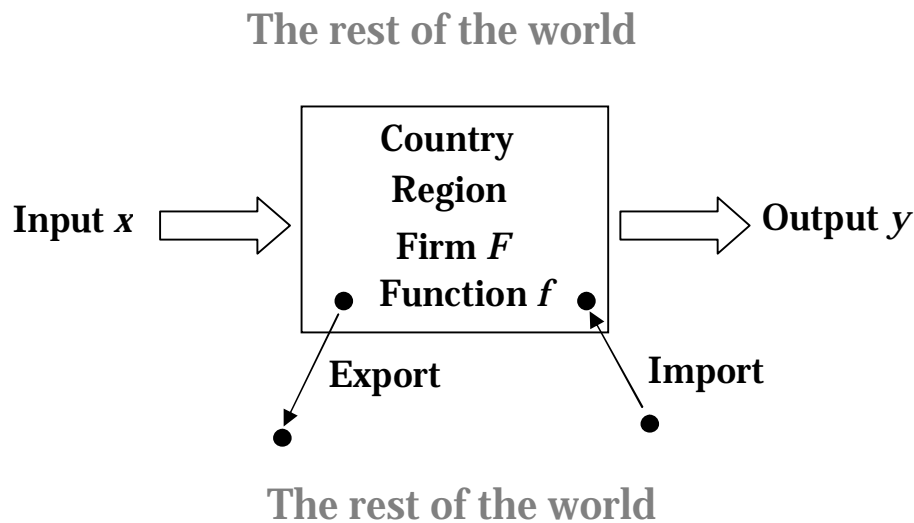 The rest of the world
Country
Region
Input x
Output y
Firm F
Function f
Export
Import
The rest of the world